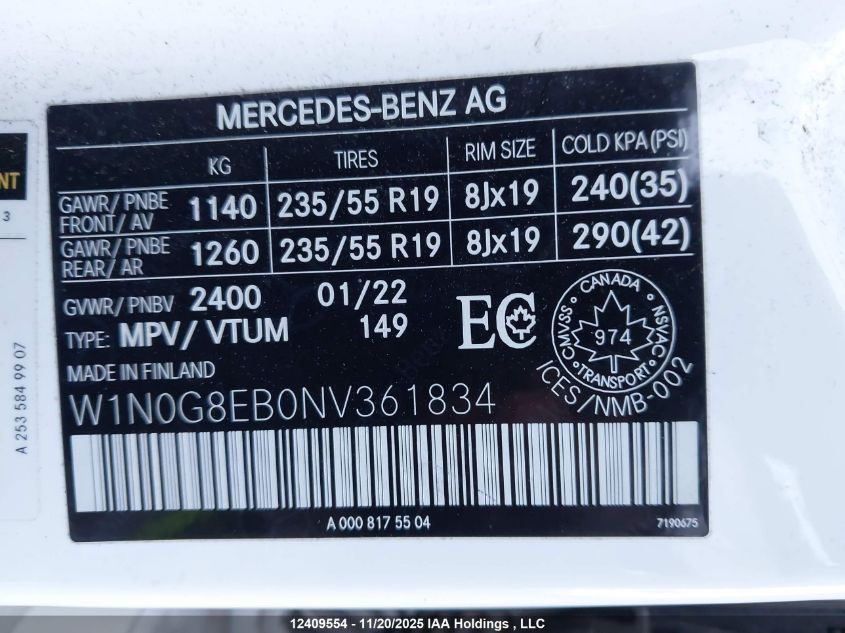 MERCEDES-BENZ AG
KG TIRES RIM SIZE COLD KPA (PSI)
GAWR/ PNBE FRONT/ AV 1140 235/55 R19 8Jx19 240(35)
GAWR/ PNBE REAR/ AR 1260 235/55 R19 8Jx19 290(42)
GVWR/ PNBV 2400 01/22
TYPE: MPV/ VTUM 149
EC
CANADA
CMVSS 974 NSVAC
TRANSPORT
ICES/NMB-002
MADE IN FINLAND
W1N0G8EB0NV361834
A 000 817 55 04
7190675
NT
3
A 253 584 99 07
12409554 - 11/20/2025 IAA Holdings , LLC